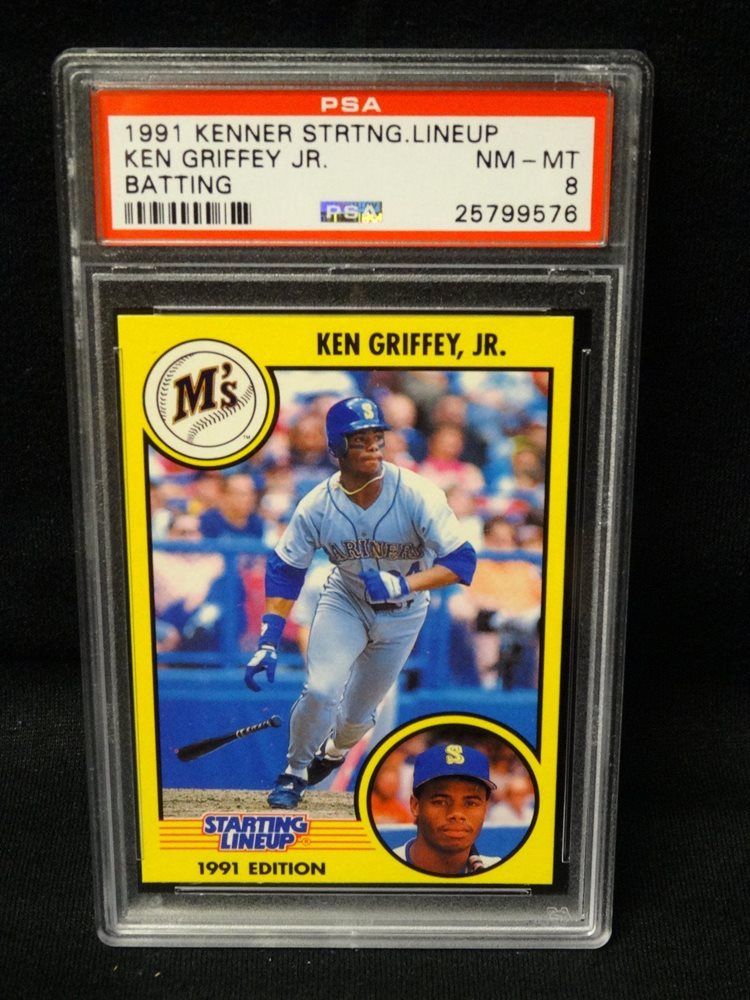 PSA
1991 KENNER STRTNG.LINEUP
KEN GRIFFEY JR. NM-MT
BATTING 8
PSA 25799576
KEN GRIFFEY, JR.
M's
TM
S
MARINERS
S
STARTING
LINEUP®
1991 EDITION